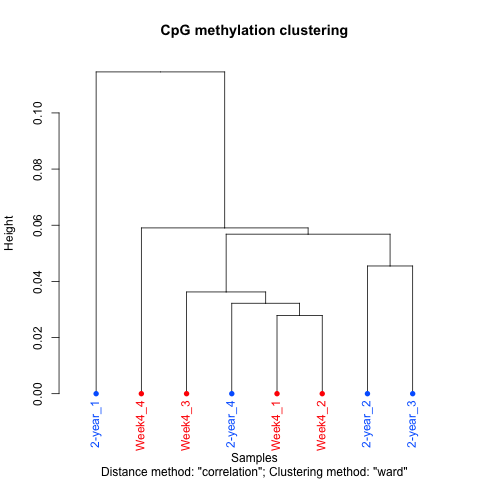 CpG methylation clustering
Height
0.10
0.08
0.06
0.04
0.02
0.00
2-year_1
Week4_4
Week4_3
2-year_4
Week4_1
Week4_2
2-year_2
2-year_3
Samples
Distance method: "correlation"; Clustering method: "ward"